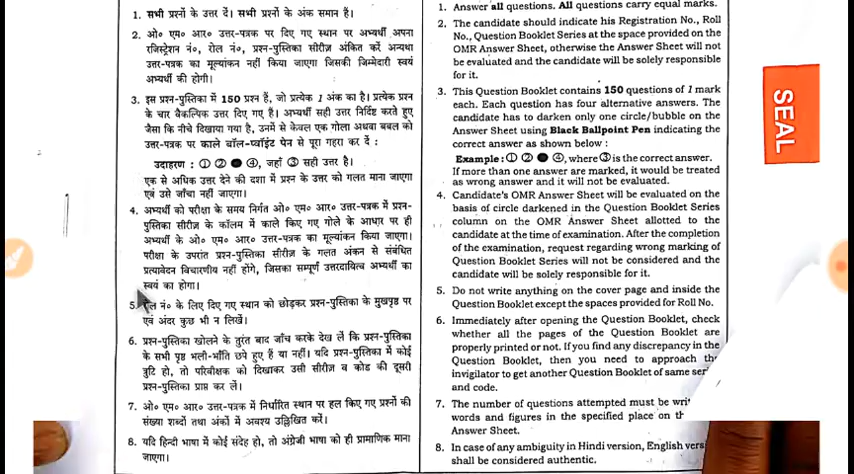 1. सभी प्रश्नों के उत्तर दें। सभी प्रश्नों के अंक समान हैं।
2. ओ० एम० आर० उत्तर-पत्रक पर दिए गए स्थान पर अभ्यर्थी अपना
रजिस्ट्रेशन नं०, रोल नं०, प्रश्न-पुस्तिका सीरीज अंकित करें अन्यथा
उत्तर-पत्रक का मूल्यांकन नहीं किया जाएगा जिसकी जिम्मेदारी स्वयं
अभ्यर्थी की होगी।
3. इस प्रश्न-पुस्तिका में 150 प्रश्न हैं, जो प्रत्येक 1 अंक का है। प्रत्येक प्रश्न
के चार वैकल्पिक उत्तर दिए गए हैं। अभ्यर्थी सही उत्तर निर्दिष्ट करते हुए
जैसा कि नीचे दिखाया गया है, उनमें से केवल एक गोला अथवा बबल को
उत्तर-पत्रक पर काले बॉल-प्वॉइंट पेन से पूरा गहरा कर दें :
उदाहरण : ① ② ● ④, जहाँ ③ सही उत्तर है।
एक से अधिक उत्तर देने की दशा में प्रश्न के उत्तर को गलत माना जाएगा
एवं उसे जाँचा नहीं जाएगा।
4. अभ्यर्थी को परीक्षा के समय निर्गत ओ० एम० आर० उत्तर-पत्रक में प्रश्न-
पुस्तिका सीरीज के कॉलम में काले किए गए गोले के आधार पर ही
अभ्यर्थी के ओ० एम० आर० उत्तर-पत्रक का मूल्यांकन किया जाएगा।
परीक्षा के उपरांत प्रश्न-पुस्तिका सीरीज के गलत अंकन से संबंधित
प्रत्यावेदन विचारणीय नहीं होंगे, जिसका सम्पूर्ण उत्तरदायित्व अभ्यर्थी का
स्वयं का होगा।
5. रोल नं० के लिए दिए गए स्थान को छोड़कर प्रश्न-पुस्तिका के मुखपृष्ठ पर
एवं अंदर कुछ भी न लिखें।
6. प्रश्न-पुस्तिका खोलने के तुरंत बाद जाँच करके देख लें कि प्रश्न-पुस्तिका
के सभी पृष्ठ भली-भाँति छपे हुए हैं या नहीं। यदि प्रश्न-पुस्तिका में कोई
त्रुटि हो, तो परिवीक्षक को दिखाकर उसी सीरीज व कोड की दूसरी
प्रश्न-पुस्तिका प्राप्त कर लें।
7. ओ० एम० आर० उत्तर-पत्रक में निर्धारित स्थान पर हल किए गए प्रश्नों की
संख्या शब्दों तथा अंकों में अवश्य उल्लिखित करें।
8. यदि हिन्दी भाषा में कोई संदेह हो, तो अंग्रेजी भाषा को ही प्रामाणिक माना
जाएगा।
1. Answer all questions. All questions carry equal marks.
2. The candidate should indicate his Registration No., Roll
No., Question Booklet Series at the space provided on the
OMR Answer Sheet, otherwise the Answer Sheet will not
be evaluated and the candidate will be solely responsible
for it.
3. This Question Booklet contains 150 questions of 1 mark
each. Each question has four alternative answers. The
candidate has to darken only one circle/bubble on the
Answer Sheet using Black Ballpoint Pen indicating the
correct answer as shown below :
Example : ① ② ● ④, where ③ is the correct answer.
If more than one answer are marked, it would be treated
as wrong answer and it will not be evaluated.
4. Candidate's OMR Answer Sheet will be evaluated on the
basis of circle darkened in the Question Booklet Series
column on the OMR Answer Sheet allotted to the
candidate at the time of examination. After the completion
of the examination, request regarding wrong marking of
Question Booklet Series will not be considered and the
candidate will be solely responsible for it.
5. Do not write anything on the cover page and inside the
Question Booklet except the spaces provided for Roll No.
6. Immediately after opening the Question Booklet, check
whether all the pages of the Question Booklet are
properly printed or not. If you find any discrepancy in the
Question Booklet, then you need to approach the
invigilator to get another Question Booklet of same
and code.
7. The number of questions attempted must be
words and figures in the specified place on
Answer Sheet.
8. In case of any ambiguity in Hindi version, English
shall be considered authentic.
SEAL